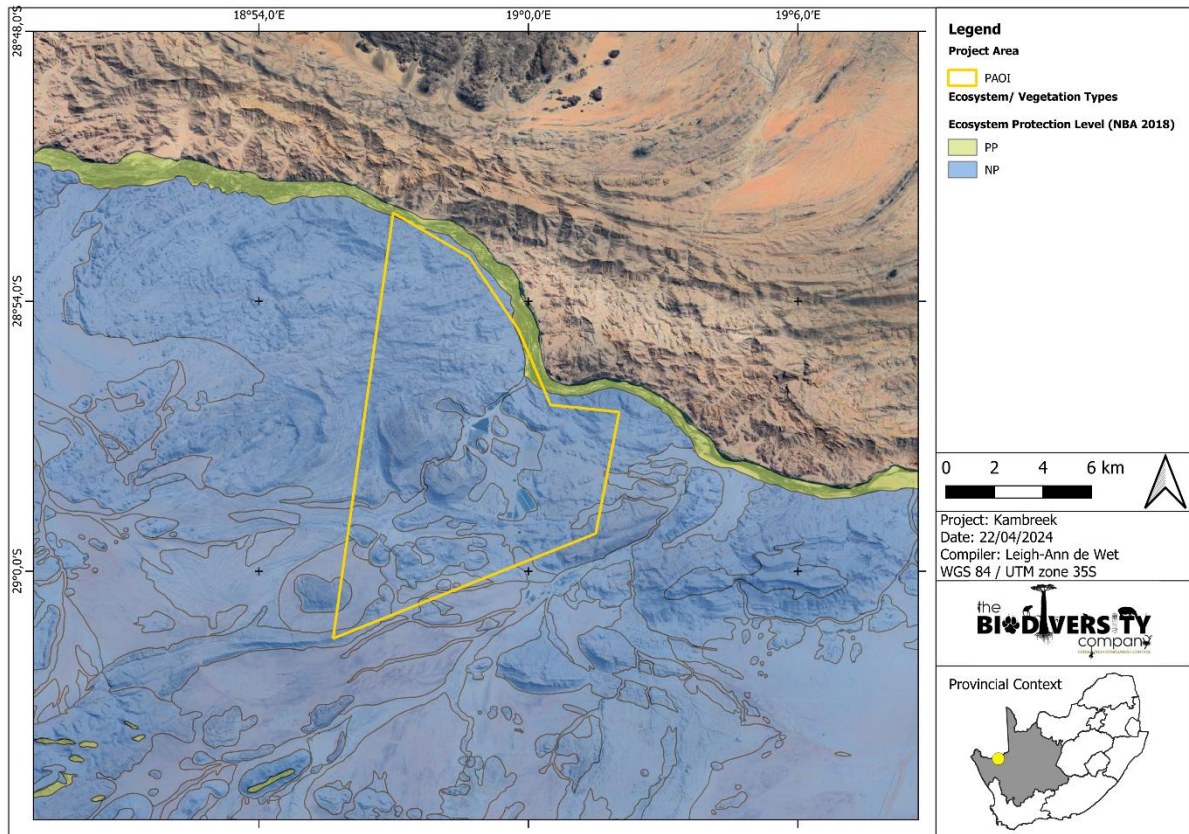 18°54,0′E 19°0,0′E 19°6,0′E
28°48,0′S
28°54,0′S
29°0,0′S
Legend
Project Area
PAOI
Ecosystem/ Vegetation Types
Ecosystem Protection Level (NBA 2018)
PP
NP
0 2 4 6 km
Project: Kambreek
Date: 22/04/2024
Compiler: Leigh-Ann de Wet
WGS 84 / UTM zone 35S
the
BIODIVERSITY
company
Provincial Context